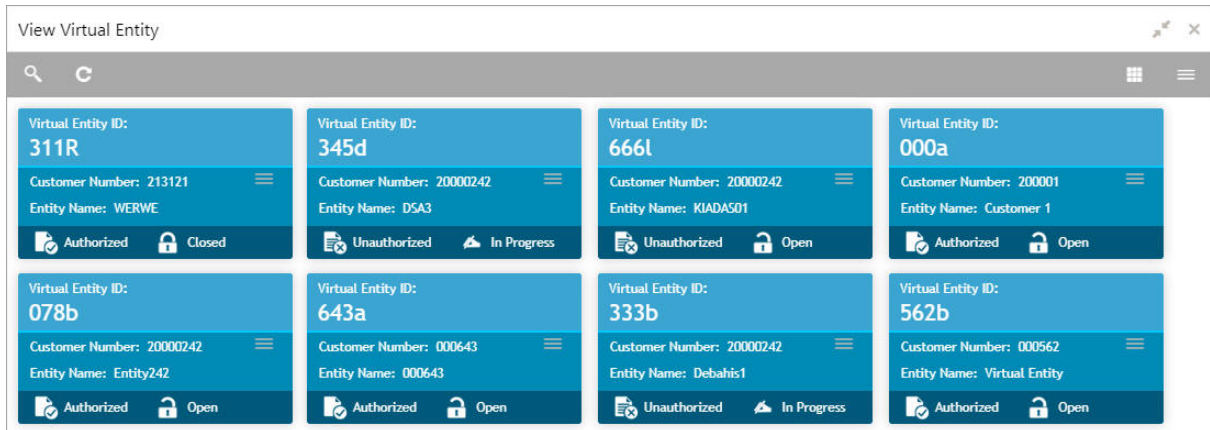 View Virtual Entity
Virtual Entity ID:
311R
Customer Number: 213121
Entity Name: WERWE
Authorized Closed
Virtual Entity ID:
345d
Customer Number: 20000242
Entity Name: DSA3
Unauthorized In Progress
Virtual Entity ID:
666l
Customer Number: 20000242
Entity Name: KIADAS01
Unauthorized Open
Virtual Entity ID:
000a
Customer Number: 200001
Entity Name: Customer 1
Authorized Open
Virtual Entity ID:
078b
Customer Number: 20000242
Entity Name: Entity242
Authorized Open
Virtual Entity ID:
643a
Customer Number: 000643
Entity Name: 000643
Authorized Open
Virtual Entity ID:
333b
Customer Number: 20000242
Entity Name: Debahis1
Unauthorized In Progress
Virtual Entity ID:
562b
Customer Number: 000562
Entity Name: Virtual Entity
Authorized Open